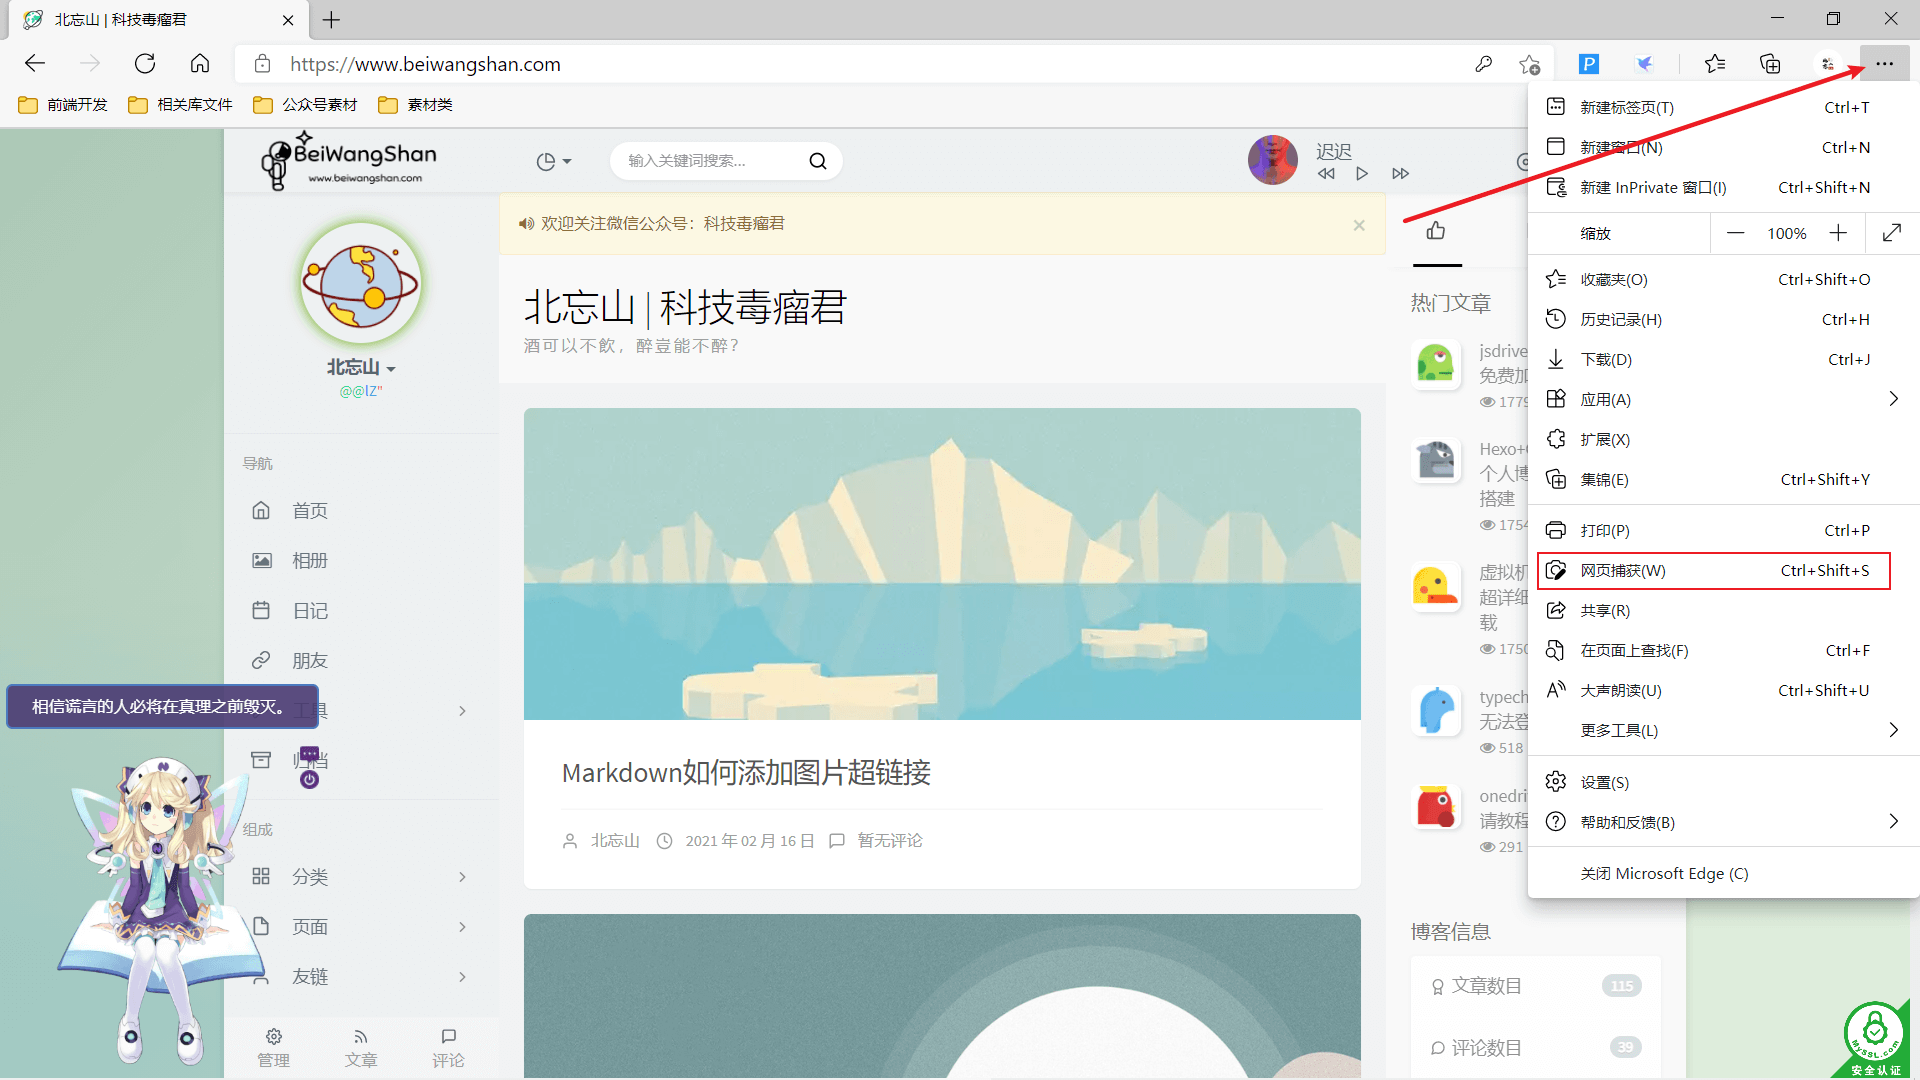 北忘山 | 科技毒瘤君
https://www.beiwangshan.com
前端开发
相关库文件
公众号素材
素材类
BeiWangShan
www.beiwangshan.com
输入关键词搜索...
迟迟
北忘山
@@lZ"
导航
首页
相册
日记
朋友
工具
归档
相信谎言的人必将在真理之前毁灭。
组成
分类
页面
友链
管理
文章
评论
欢迎关注微信公众号：科技毒瘤君
北忘山 | 科技毒瘤君
酒可以不飲，醉豈能不醉？
Markdown如何添加图片超链接
北忘山
2021 年 02 月 16 日
暂无评论
热门文章
jsdrive
免费加
1779
Hexo+
个人博
搭建
1754
虚拟机
超详细
载
1750
typech
无法登
518
onedri
请教程
291
博客信息
文章数目
115
评论数目
39
新建标签页(T) Ctrl+T
新建窗口(N) Ctrl+N
新建 InPrivate 窗口(I) Ctrl+Shift+N
缩放 100%
收藏夹(O) Ctrl+Shift+O
历史记录(H) Ctrl+H
下载(D) Ctrl+J
应用(A)
扩展(X)
集锦(E) Ctrl+Shift+Y
打印(P) Ctrl+P
网页捕获(W) Ctrl+Shift+S
共享(R)
在页面上查找(F) Ctrl+F
大声朗读(U) Ctrl+Shift+U
更多工具(L)
设置(S)
帮助和反馈(B)
关闭 Microsoft Edge (C)
MySSL.com
安全认证